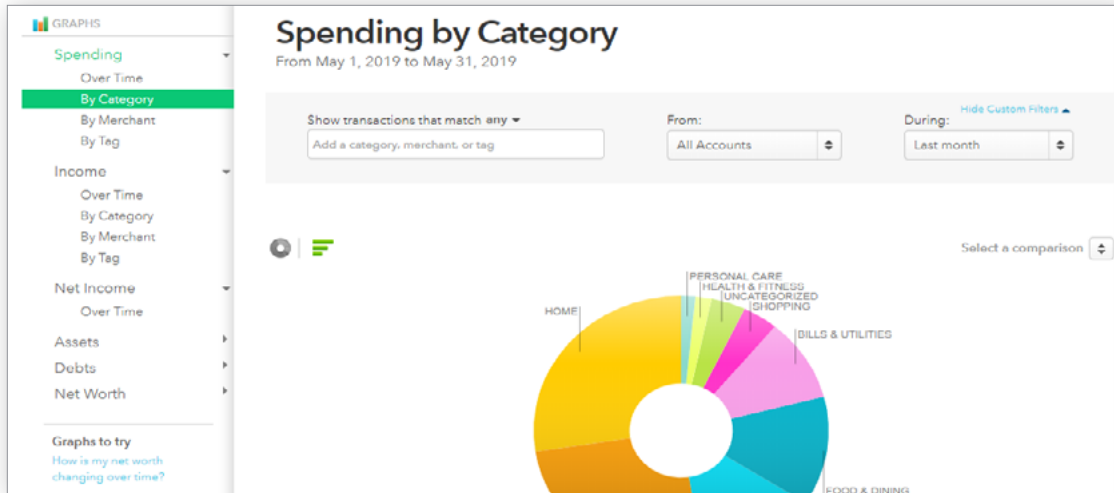 GRAPHS
Spending
Over Time
By Category
By Merchant
By Tag
Income
Over Time
By Category
By Merchant
By Tag
Net Income
Over Time
Assets
Debts
Net Worth
Graphs to try
How is my net worth
changing over time?
Spending by Category
From May 1, 2019 to May 31, 2019
Hide Custom Filters
Show transactions that match any
From:
During:
Add a category, merchant, or tag
All Accounts
Last month
Select a comparison
PERSONAL CARE
HEALTH & FITNESS
UNCATEGORIZED
SHOPPING
HOME
BILLS & UTILITIES
FOOD & DINING